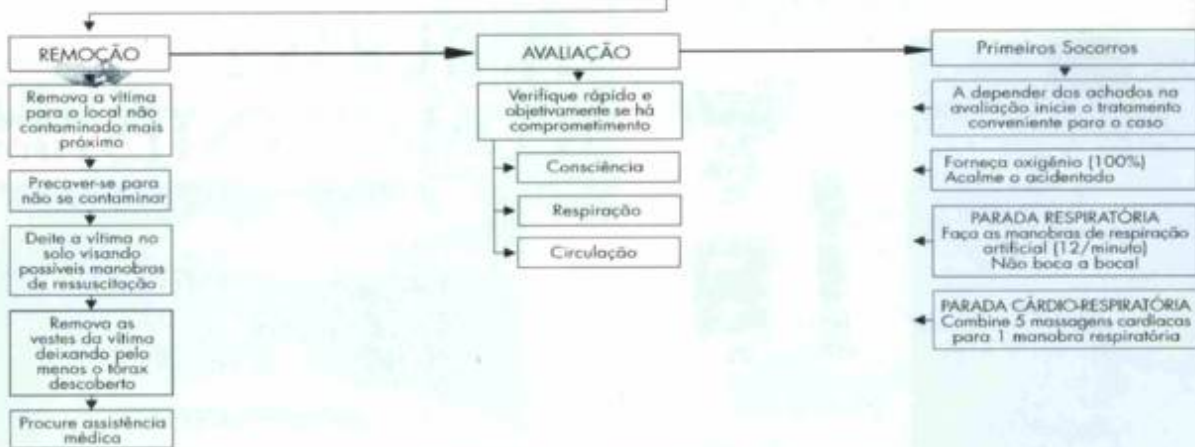 REMOÇÃO
Remova a vítima
para o local não
contaminado mais
próximo
Precaver-se para
não se contaminar
Deite a vítima no
solo visando
possíveis manobras
de ressuscitação
Remova as
vestes da vítima
deixando pelo
menos o tórax
descoberto
Procure assistência
médica
AVALIAÇÃO
Verifique rápida e
objetivamente se há
comprometimento
Consciência
Respiração
Circulação
Primeiros Socorros
A depender dos achados na
avaliação inicie o tratamento
conveniente para o caso
Forneça oxigênio (100%)
Acalme o acidentado
PARADA RESPIRATÓRIA
Faça as manobras de respiração
artificial (12/minuto)
Não boca a boca!
PARADA CÁRDIO-RESPIRATÓRIA
Combine 5 massagens cardíacas
para 1 manobra respiratória